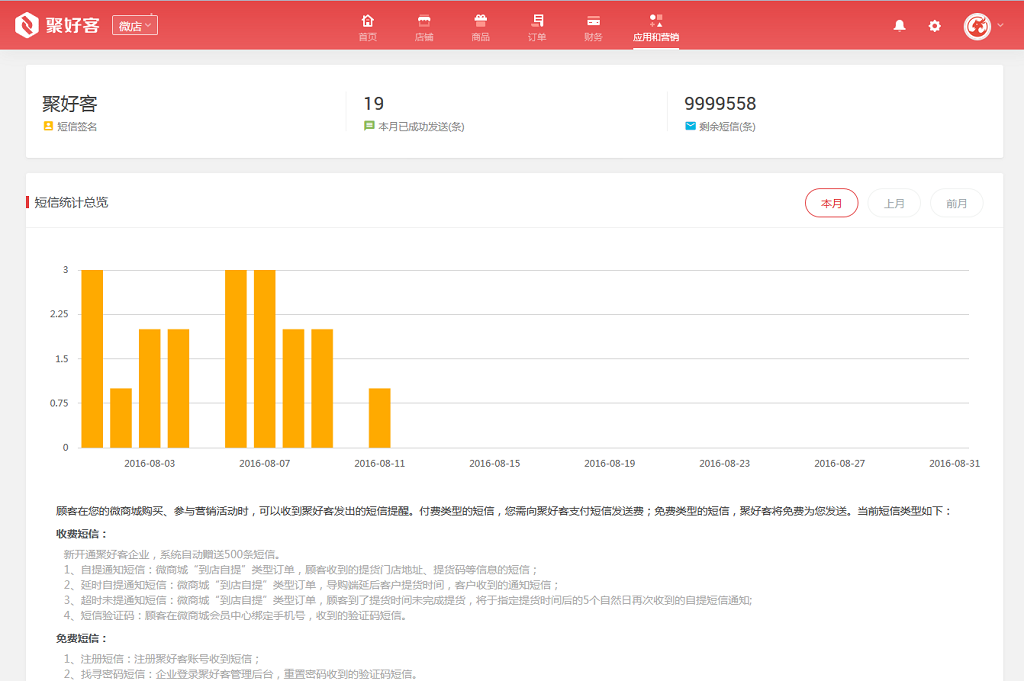 聚好客 微店
首页 店铺 商品 订单 财务 应用和营销
聚好客
短信签名
19
本月已成功发送(条)
9999558
剩余短信(条)
短信统计总览
本月 上月 前月
3
2.25
1.5
0.75
0
2016-08-03 2016-08-07 2016-08-11 2016-08-15 2016-08-19 2016-08-23 2016-08-27 2016-08-31
顾客在您的微商城购买、参与营销活动时，可以收到聚好客发出的短信提醒。付费类型的短信，您需向聚好客支付短信发送费；免费类型的短信，聚好客将免费为您发送。当前短信类型如下：
收费短信：
新开通聚好客企业，系统自动赠送500条短信。
1、自提通知短信：微商城“到店自提”类型订单，顾客收到的提货门店地址、提货码等信息的短信；
2、延时自提通知短信：微商城“到店自提”类型订单，导购端延后客户提货时间，客户收到的通知短信；
3、超时未提通知短信：微商城“到店自提”类型订单，顾客到了提货时间未完成提货，将于指定提货时间后的5个自然日再次收到的自提短信通知;
4、短信验证码：顾客在微商城会员中心绑定手机号，收到的验证码短信。
免费短信：
1、注册短信：注册聚好客账号收到短信；
2、找寻密码短信：企业登录聚好客管理后台，重置密码收到的验证码短信。